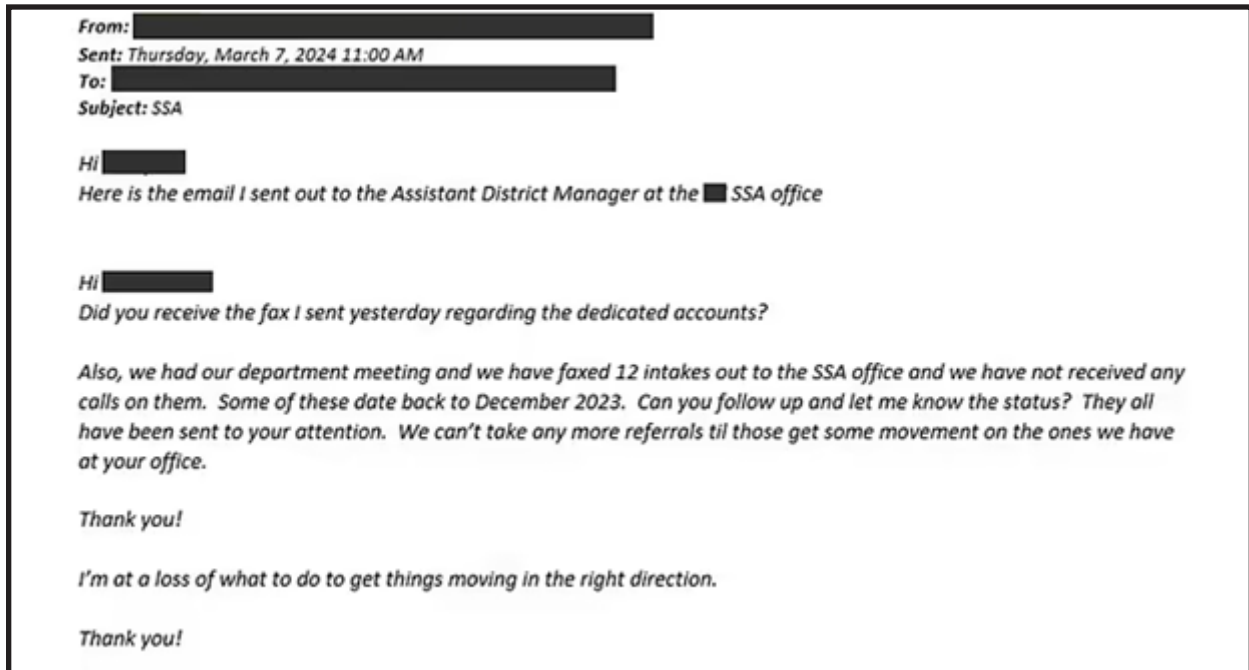 From:
Sent: Thursday, March 7, 2024 11:00 AM
To:
Subject: SSA
Hi
Here is the email I sent out to the Assistant District Manager at the SSA office
Hi
Did you receive the fax I sent yesterday regarding the dedicated accounts?
Also, we had our department meeting and we have faxed 12 intakes out to the SSA office and we have not received any
calls on them. Some of these date back to December 2023. Can you follow up and let me know the status? They all
have been sent to your attention. We can't take any more referrals til those get some movement on the ones we have
at your office.
Thank you!
I'm at a loss of what to do to get things moving in the right direction.
Thank you!